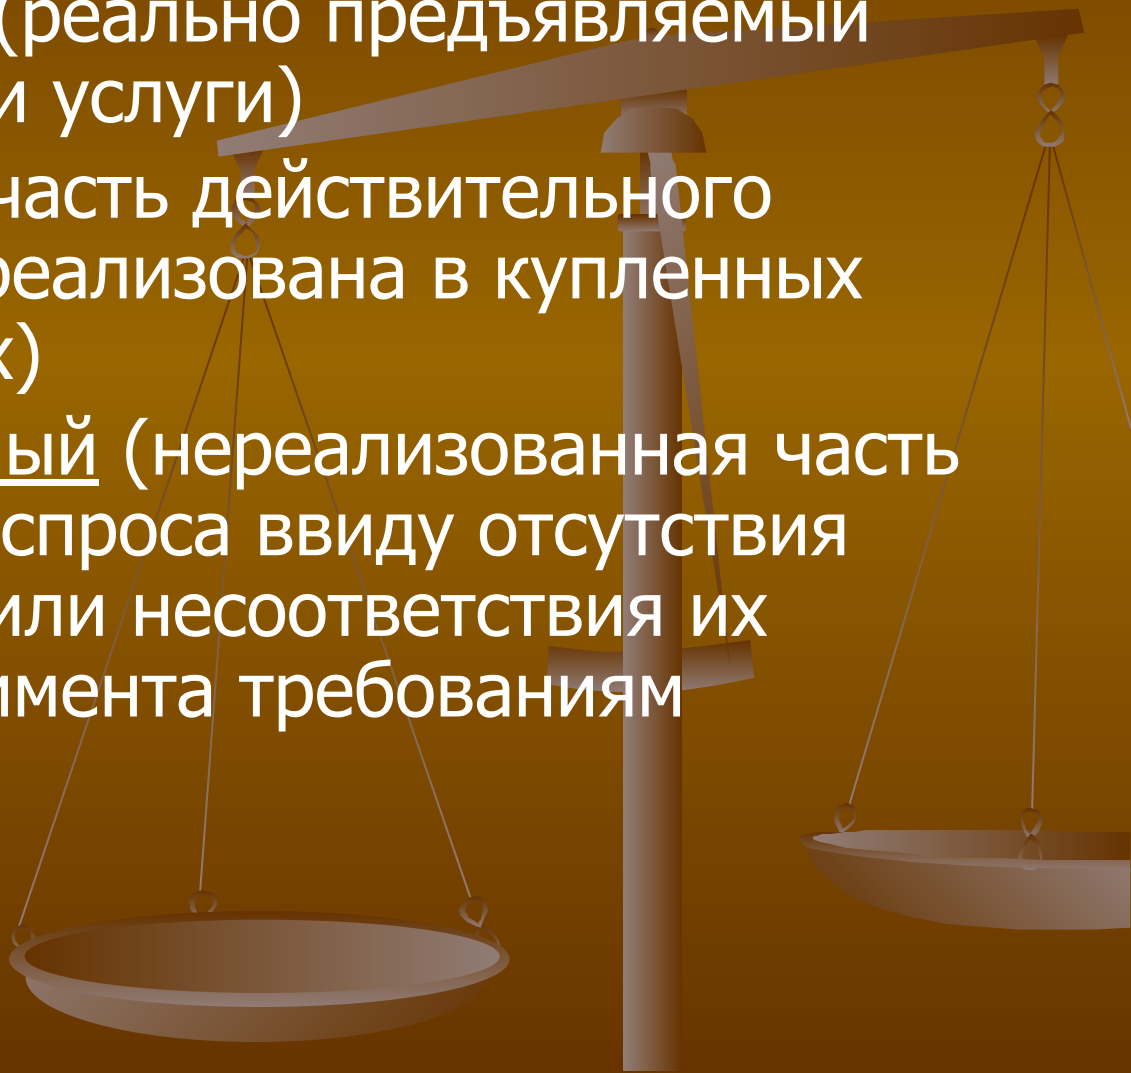 (реально предъявляемый
и услуги)
часть действительного
реализована в купленных
х)
ый (нереализованная часть
спроса ввиду отсутствия
или несоответствия их
имента требованиям